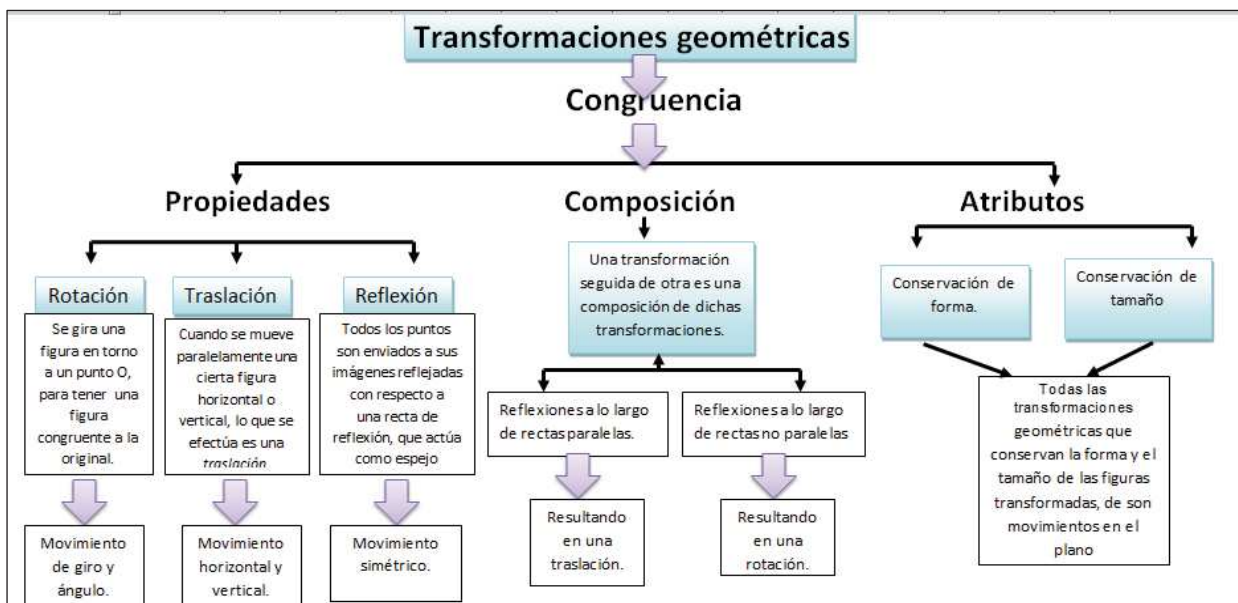 Transformaciones geométricas
Congruencia
Propiedades
Composición
Atributos
Rotación
Se gira una
figura en torno
a un punto O,
para tener una
figura
congruente a la
original.
Movimiento
de giro y
ángulo.
Traslación
Cuando se mueve
paralelamente una
cierta figura
horizontal o
vertical, lo que se
efectúa es una
traslación
Movimiento
horizontal y
vertical.
Reflexión
Todos los puntos
son enviados a sus
imágenes reflejadas
con respecto a
una recta de
reflexión, que actúa
como espejo
Movimiento
simétrico.
Una transformación
seguida de otra es una
composición de dichas
transformaciones.
Reflexiones a lo largo
de rectas paralelas.
Resultando
en una
traslación.
Reflexiones a lo largo
de rectas no paralelas
Resultando
en una
rotación.
Conservación de
forma.
Conservación de
tamaño
Todas las
transformaciones
geométricas que
conservan la forma y el
tamaño de las figuras
transformadas, de son
movimientos en el
plano